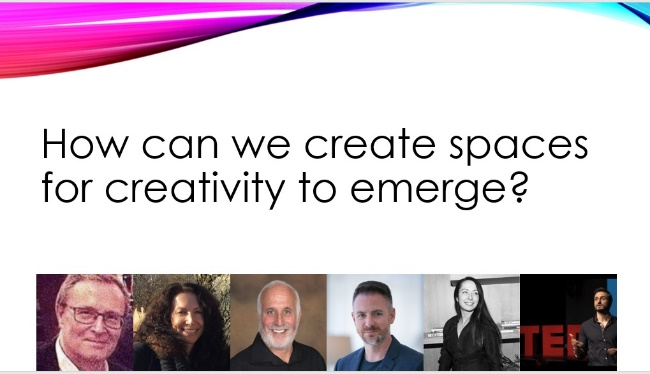 How can we create spaces
for creativity to emerge?
TED